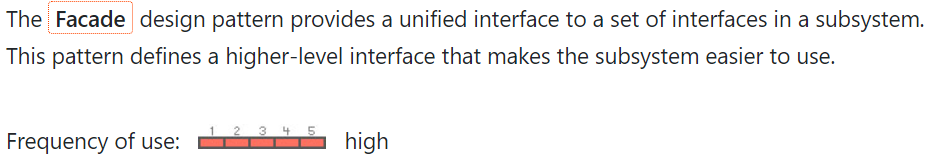 The Facade design pattern provides a unified interface to a set of interfaces in a subsystem.
This pattern defines a higher-level interface that makes the subsystem easier to use.
Frequency of use: 1 2 3 4 5 high